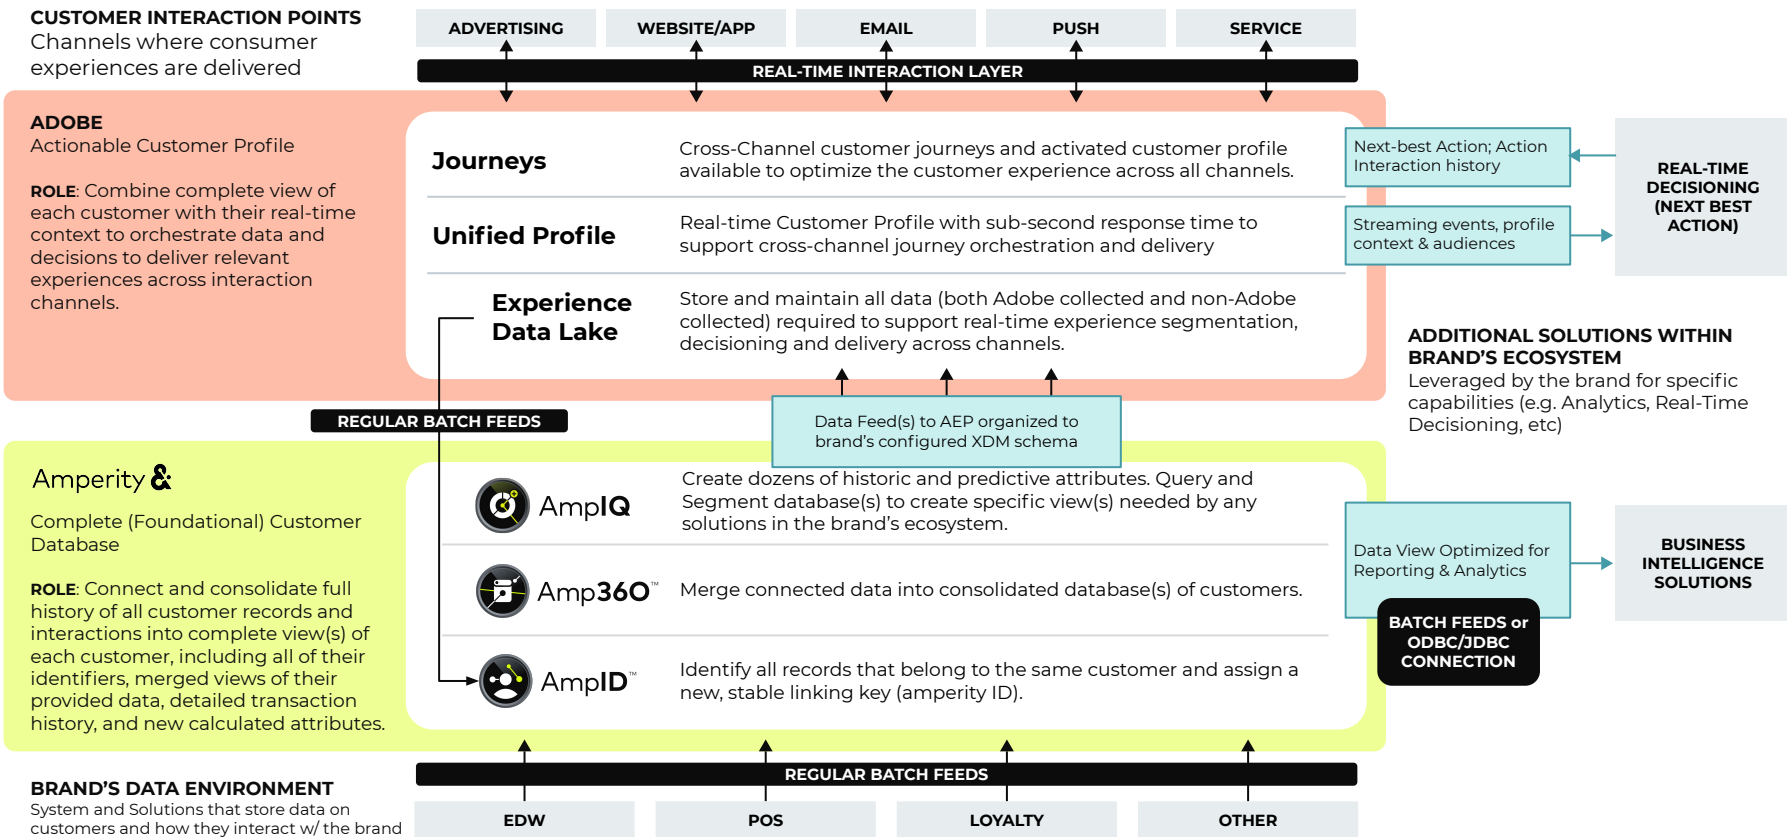 CUSTOMER INTERACTION POINTS
Channels where consumer
experiences are delivered
ADVERTISING
WEBSITE/APP
EMAIL
PUSH
SERVICE
REAL-TIME INTERACTION LAYER
ADOBE
Actionable Customer Profile
ROLE: Combine complete view of
each customer with their real-time
context to orchestrate data and
decisions to deliver relevant
experiences across interaction
channels.
Journeys
Cross-Channel customer journeys and activated customer profile
available to optimize the customer experience across all channels.
Unified Profile
Real-time Customer Profile with sub-second response time to
support cross-channel journey orchestration and delivery
Experience
Data Lake
Store and maintain all data (both Adobe collected and non-Adobe
collected) required to support real-time experience segmentation,
decisioning and delivery across channels.
Next-best Action; Action
Interaction history
Streaming events, profile
context & audiences
REAL-TIME
DECISIONING
(NEXT BEST
ACTION)
ADDITIONAL SOLUTIONS WITHIN
BRAND'S ECOSYSTEM
Leveraged by the brand for specific
capabilities (e.g. Analytics, Real-Time
Decisioning, etc)
REGULAR BATCH FEEDS
Data Feed(s) to AEP organized to
brand's configured XDM schema
Amperity &
Complete (Foundational) Customer
Database
ROLE: Connect and consolidate full
history of all customer records and
interactions into complete view(s) of
each customer, including all of their
identifiers, merged views of their
provided data, detailed transaction
history, and new calculated attributes.
AmpIQ
Create dozens of historic and predictive attributes. Query and
Segment database(s) to create specific view(s) needed by any
solutions in the brand's ecosystem.
Amp360™
Merge connected data into consolidated database(s) of customers.
AmpID™
Identify all records that belong to the same customer and assign a
new, stable linking key (amperity ID).
Data View Optimized for
Reporting & Analytics
BATCH FEEDS or
ODBC/JDBC
CONNECTION
BUSINESS
INTELLIGENCE
SOLUTIONS
REGULAR BATCH FEEDS
BRAND'S DATA ENVIRONMENT
System and Solutions that store data on
customers and how they interact w/ the brand
EDW
POS
LOYALTY
OTHER